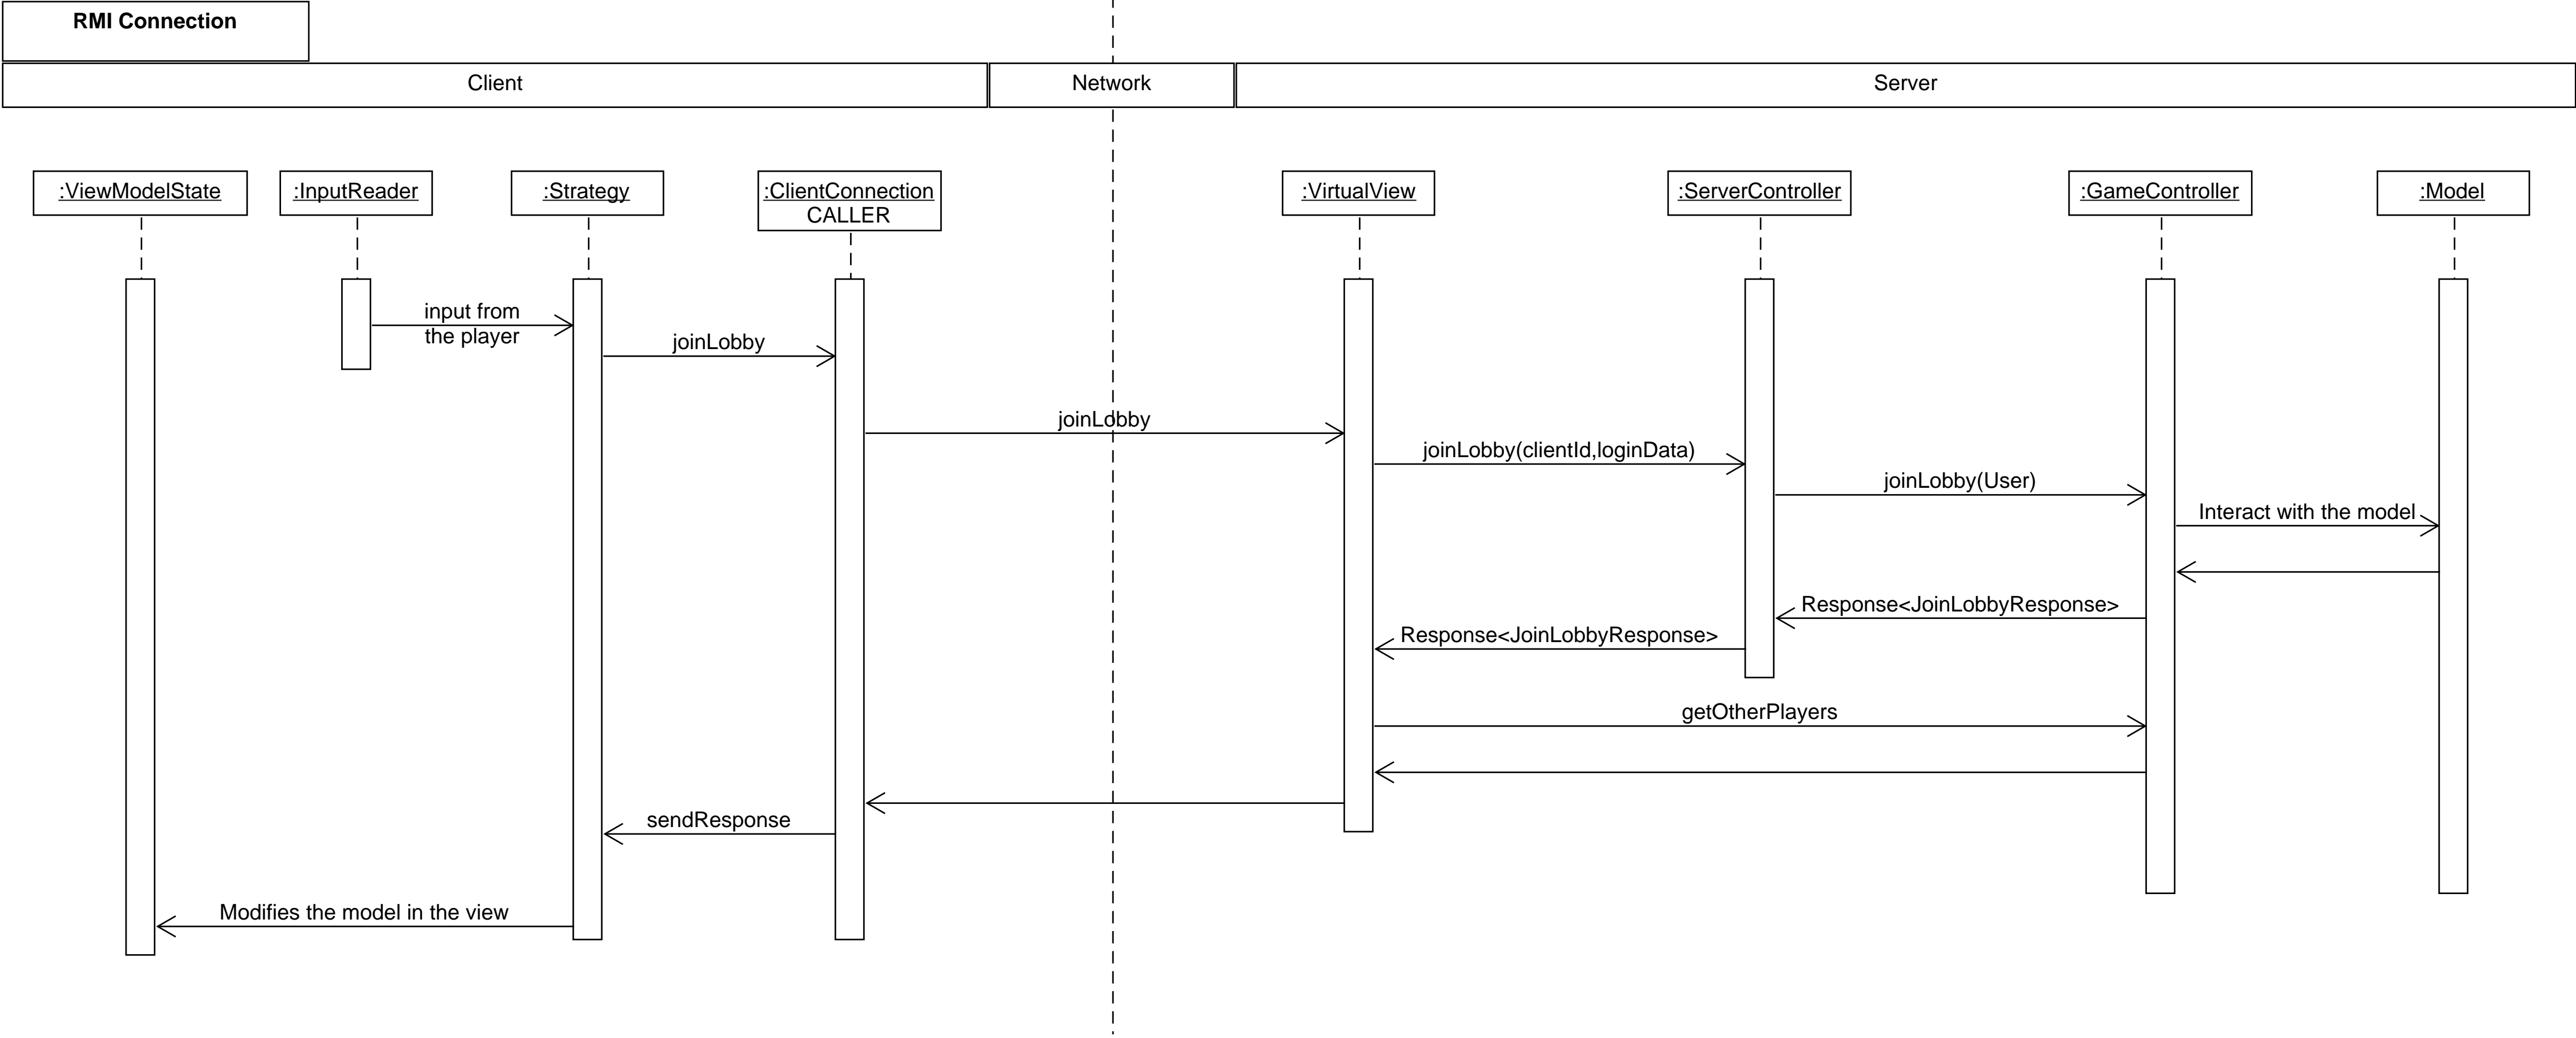 RMI Connection
Client
Network
Server
:ViewModelState
:InputReader
:Strategy
:ClientConnection
CALLER
:VirtualView
:ServerController
:GameController
:Model
input from
the player
joinLobby
joinLobby
joinLobby(clientId,loginData)
joinLobby(User)
Interact with the model
Response<JoinLobbyResponse>
Response<JoinLobbyResponse>
getOtherPlayers
sendResponse
Modifies the model in the view